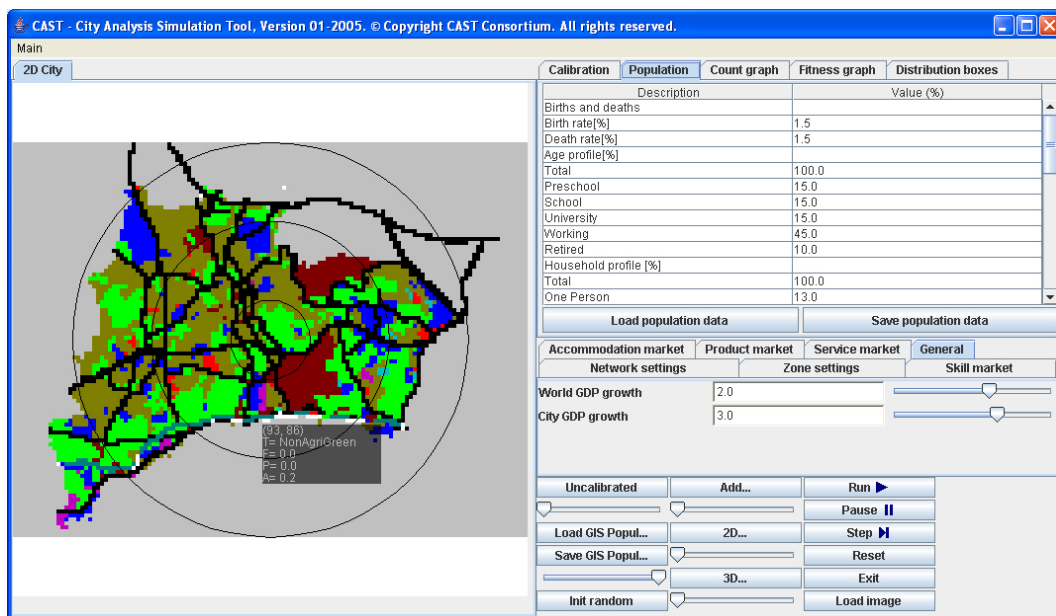 CAST - City Analysis Simulation Tool, Version 01-2005. © Copyright CAST Consortium. All rights reserved.
Main
2D City
Calibration Population Count graph Fitness graph Distribution boxes
Description Value (%)
Births and deaths
Birth rate[%] 1.5
Death rate[%] 1.5
Age profile[%]
Total 100.0
Preschool 15.0
School 15.0
University 15.0
Working 45.0
Retired 10.0
Household profile [%]
Total 100.0
One Person 13.0
Load population data Save population data
Accommodation market Product market Service market General
Network settings Zone settings Skill market
World GDP growth 2.0
City GDP growth 3.0
(93, 86)
T= NonAgriGreen
F= 0.0
P= 0.0
A= 0.2
Uncalibrated Add... Run
Pause
Load GIS Popul... 2D... Step
Save GIS Popul... Reset
3D... Exit
Init random Load image